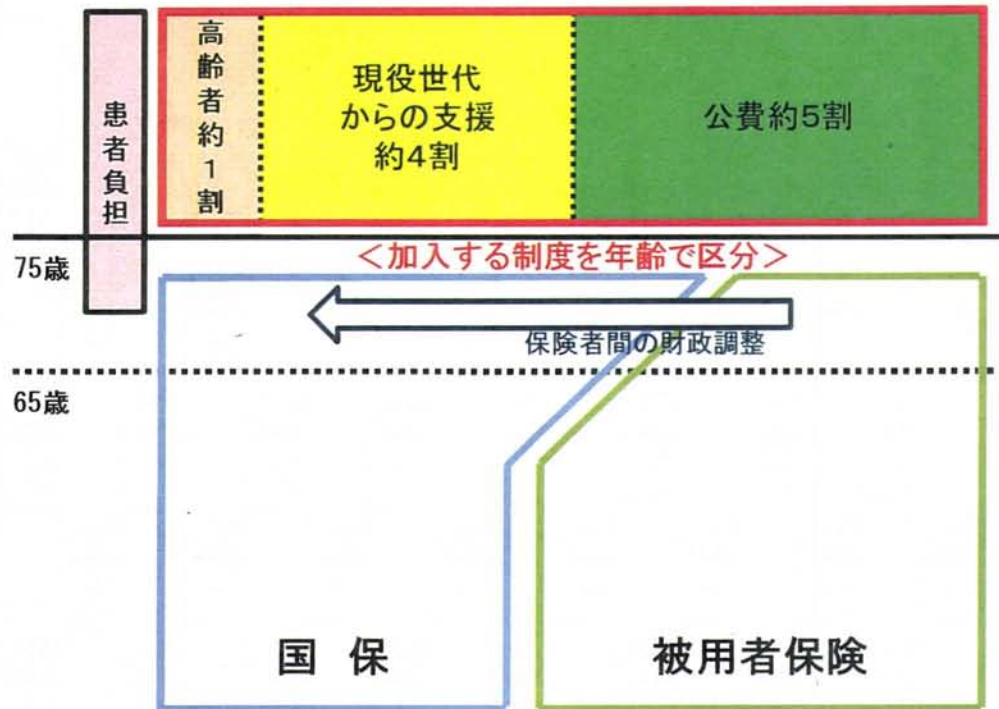 患者負担
高齢者約1割
現役世代
からの支援
約4割
公費約5割
75歳
＜加入する制度を年齢で区分＞
保険者間の財政調整
65歳
国 保
被用者保険